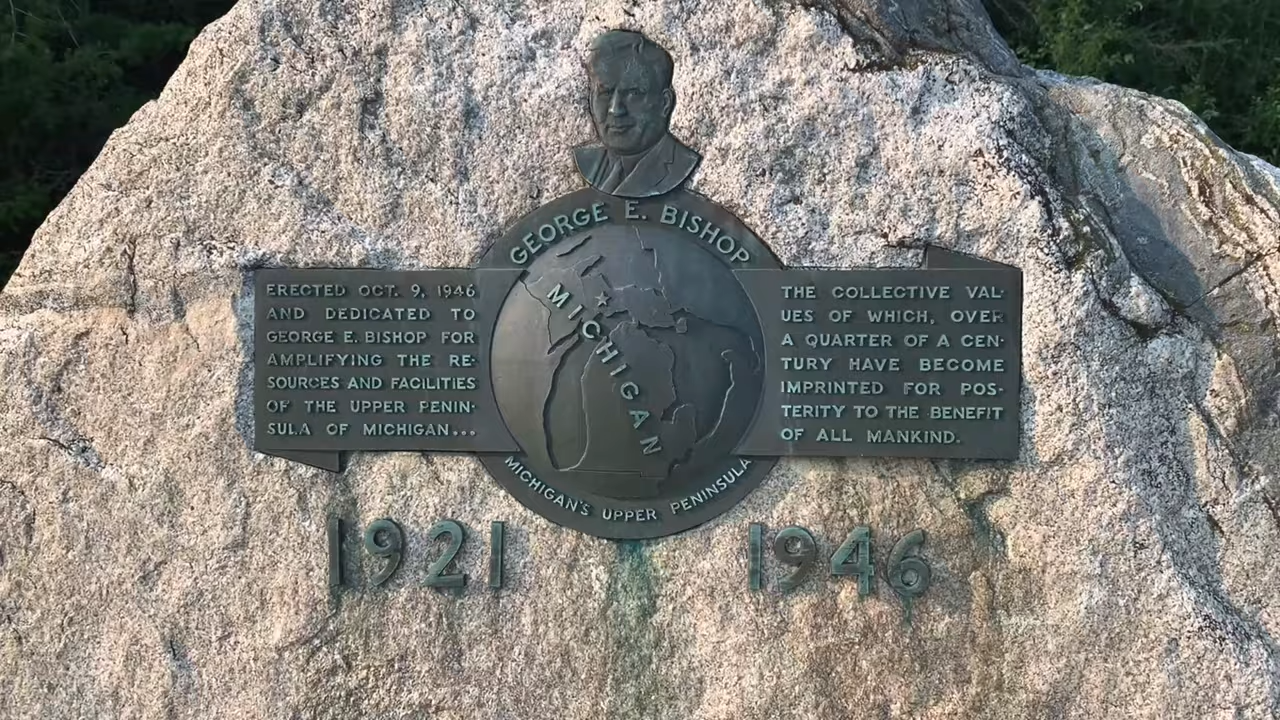 GEORGE E. BISHOP
ERECTED OCT. 9, 1946
AND DEDICATED TO
GEORGE E. BISHOP FOR
AMPLIFYING THE RE-
SOURCES AND FACILITIES
OF THE UPPER PENIN-
SULA OF MICHIGAN...
MICHIGAN
THE COLLECTIVE VAL-
UES OF WHICH, OVER
A QUARTER OF A CEN-
TURY HAVE BECOME
IMPRINTED FOR POS-
TERITY TO THE BENEFIT
OF ALL MANKIND.
MICHIGAN'S UPPER PENINSULA
1921 1946